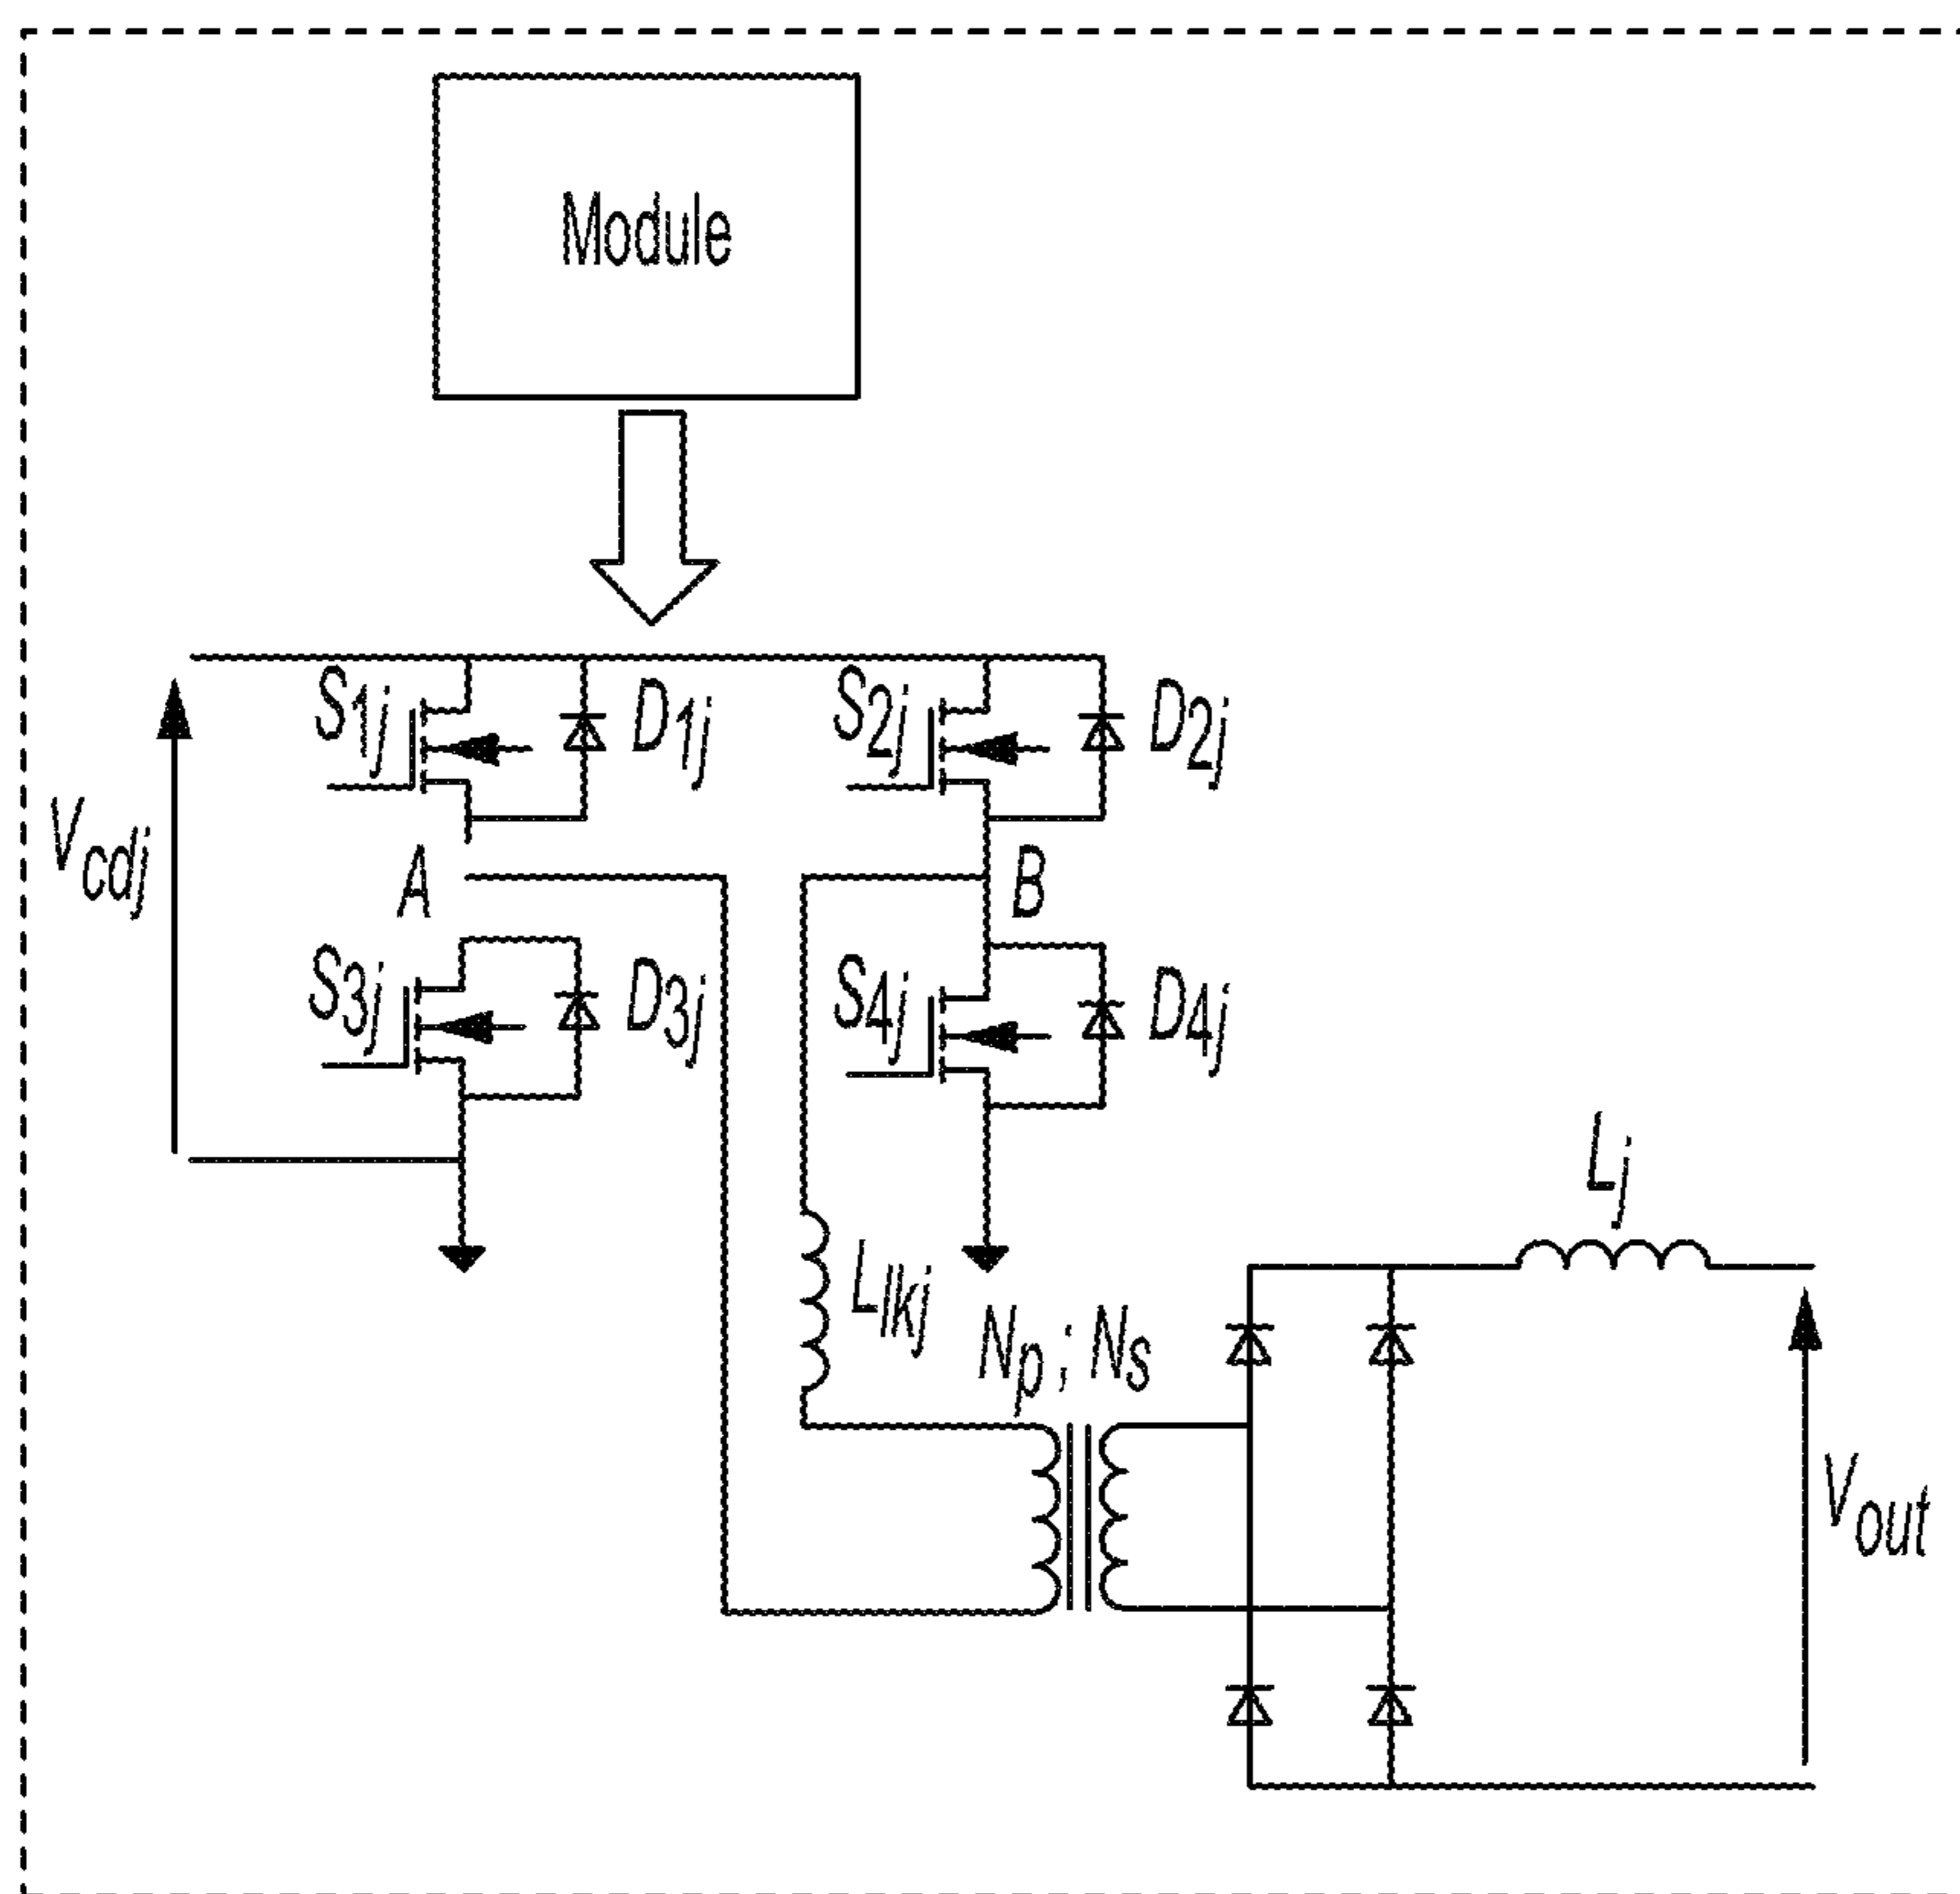 Module
S1j
D1j
S2j
D2j
Vcdj
A
B
S3j
D3j
S4j
D4j
Lj
Llkj
Np ; Ns
Vout